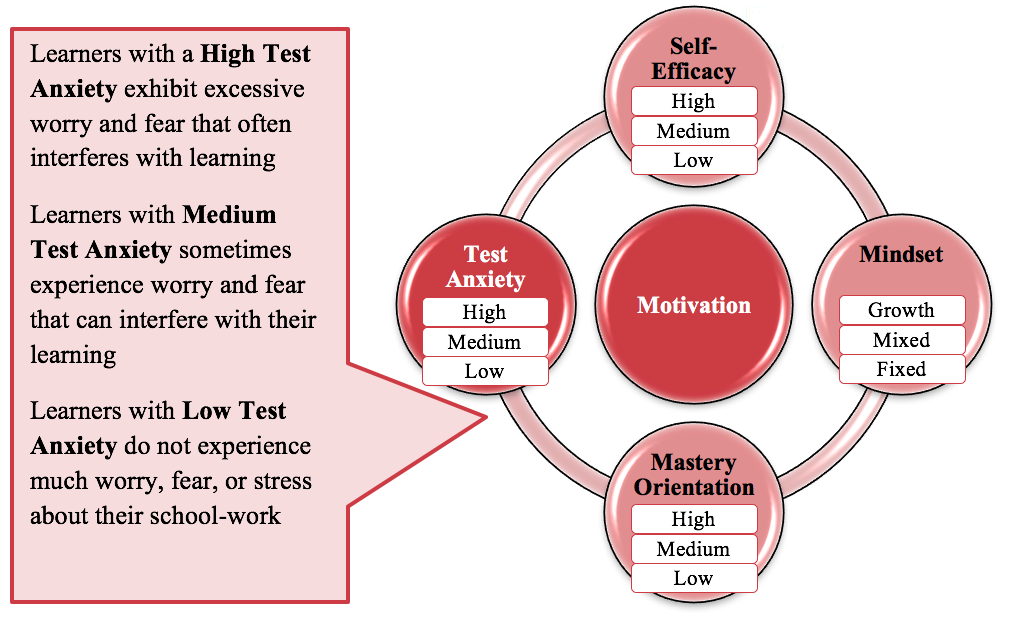 Learners with a High Test
Anxiety exhibit excessive
worry and fear that often
interferes with learning
Learners with Medium
Test Anxiety sometimes
experience worry and fear
that can interfere with their
learning
Learners with Low Test
Anxiety do not experience
much worry, fear, or stress
about their school-work
Self-
Efficacy
High
Medium
Low
Test
Anxiety
High
Medium
Low
Motivation
Mindset
Growth
Mixed
Fixed
Mastery
Orientation
High
Medium
Low